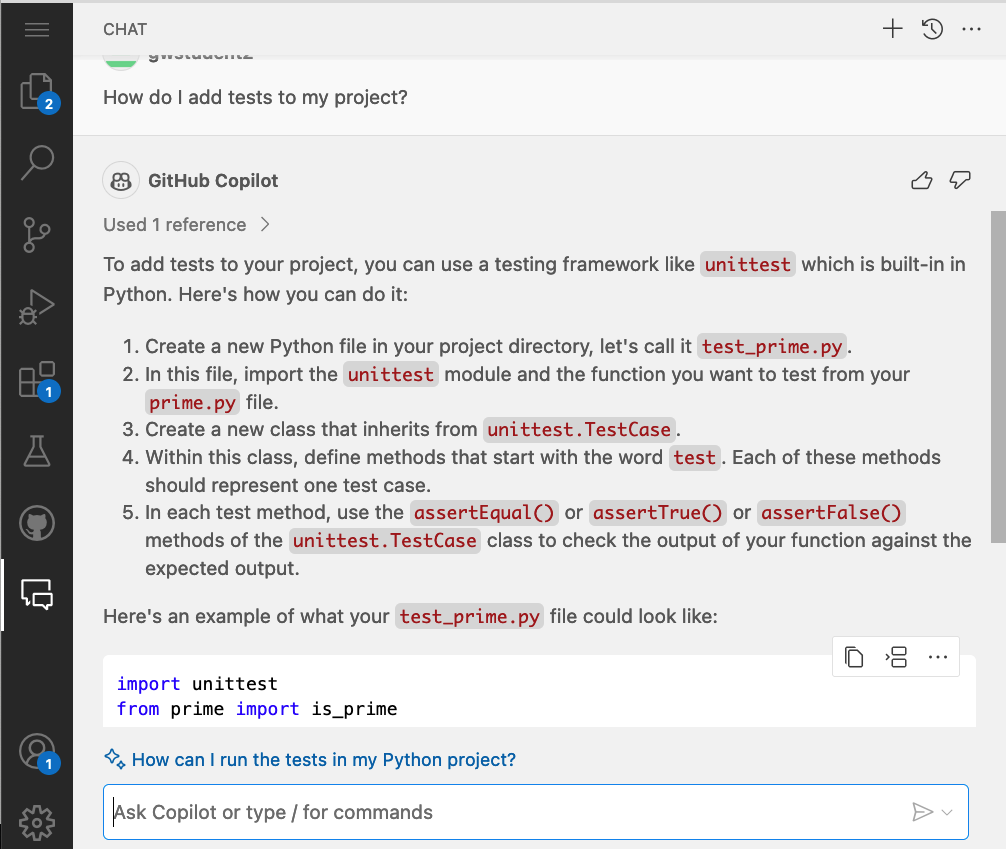 CHAT
gwstudent2
How do I add tests to my project?
2
GitHub Copilot
Used 1 reference
To add tests to your project, you can use a testing framework like unittest which is built-in in
Python. Here's how you can do it:
1. Create a new Python file in your project directory, let's call it test_prime.py.
2. In this file, import the unittest module and the function you want to test from your
prime.py file.
1
3. Create a new class that inherits from unittest.TestCase.
4. Within this class, define methods that start with the word test. Each of these methods
should represent one test case.
5. In each test method, use the assertEqual() or assertTrue() or assertFalse()
methods of the unittest.TestCase class to check the output of your function against the
expected output.
Here's an example of what your test_prime.py file could look like:
import unittest
from prime import is_prime
How can I run the tests in my Python project?
1
Ask Copilot or type / for commands